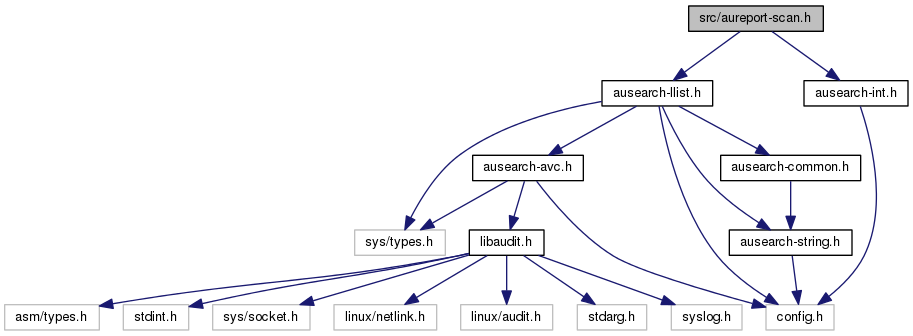 src/aureport-scan.h
ausearch-llist.h
ausearch-int.h
ausearch-avc.h
ausearch-common.h
sys/types.h
libaudit.h
ausearch-string.h
asm/types.h
stdint.h
sys/socket.h
linux/netlink.h
linux/audit.h
stdarg.h
syslog.h
config.h